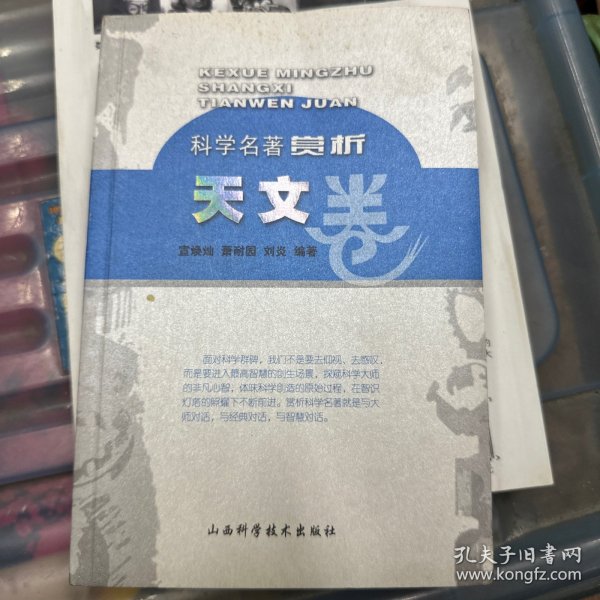 KEXUE MINGZHU
SHANGXI
TIANWEN JUAN
科学名著赏析
天文卷
宣焕灿 萧耐园 刘炎 编著
面对科学群碑，我们不是要去仰视、去感叹，
而是要进入最高智慧的创生场景，探窥科学大师
的非凡心智，体味科学创造的原始过程，在智识
灯塔的照耀下不断前进。赏析科学名著就是与大
师对话，与经典对话，与智慧对话。
山西科学技术出版社
孔夫子旧书网
www.kongfz.com